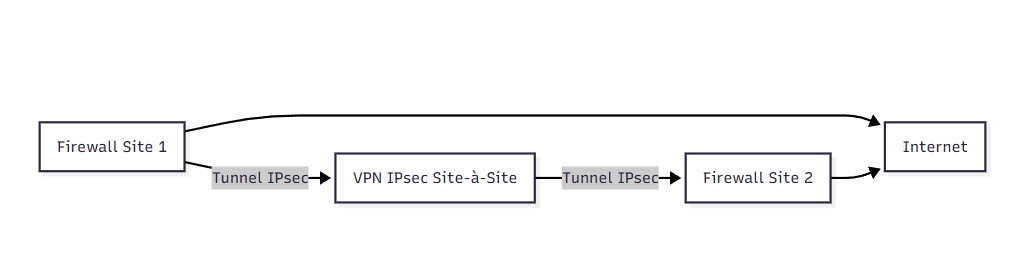 Firewall Site 1
Tunnel IPsec
VPN IPsec Site-à-Site
Tunnel IPsec
Firewall Site 2
Internet